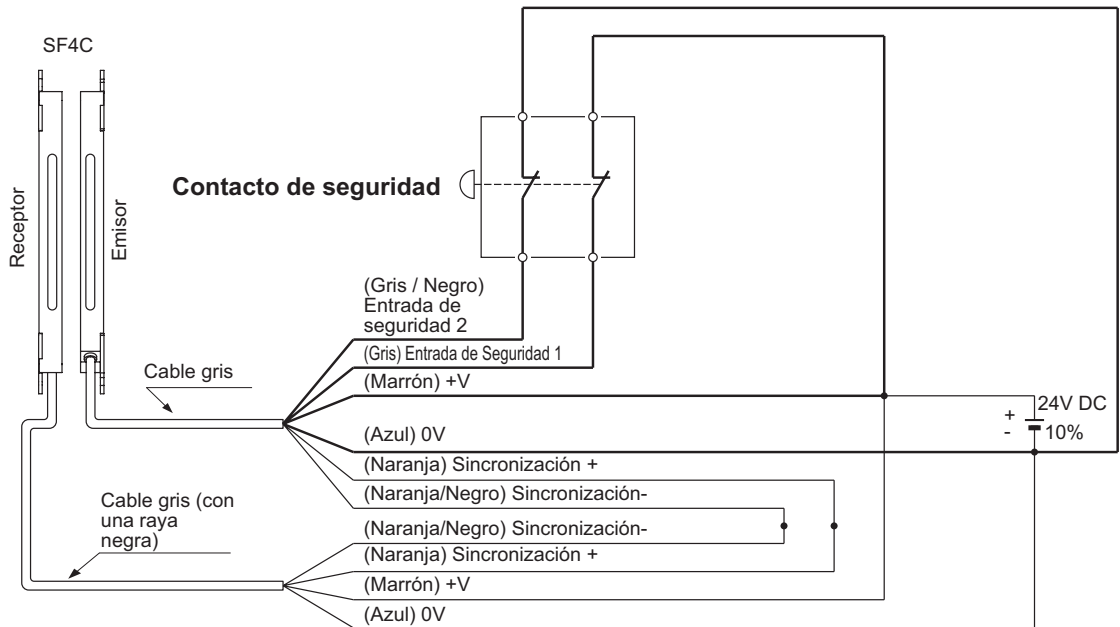 SF4C
Receptor
Emisor
Contacto de seguridad
(Gris / Negro)
Entrada de
seguridad 2
(Gris) Entrada de Seguridad 1
Cable gris
(Marrón) +V
24V DC
+
-
10%
(Azul) 0V
(Naranja) Sincronización +
(Naranja/Negro) Sincronización-
Cable gris (con
una raya
negra)
(Naranja/Negro) Sincronización-
(Naranja) Sincronización +
(Marrón) +V
(Azul) 0V